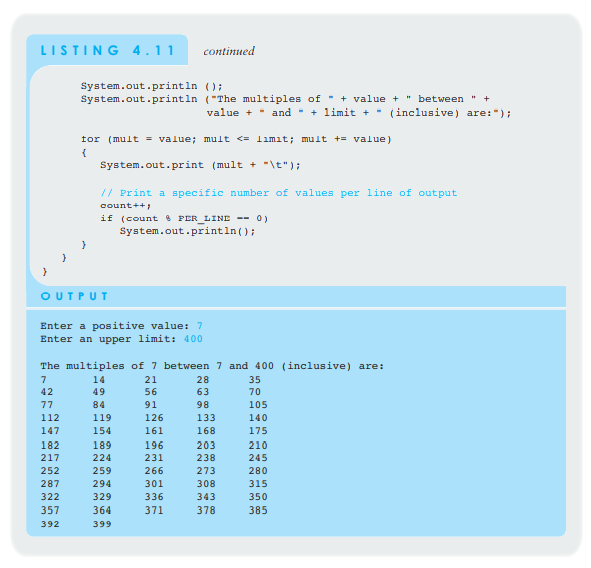 LISTING 4.11 continued
System.out.println ();
System.out.println ("The multiples of " + value + " between " +
value + " and " + limit + " (inclusive) are:");
for (mult = value; mult <= limit; mult += value)
{
System.out.print (mult + "\t");
// Print a specific number of values per line of output
count++;
if (count % PER_LINE == 0)
System.out.println();
}
}
}
OUTPUT
Enter a positive value: 7
Enter an upper limit: 400
The multiples of 7 between 7 and 400 (inclusive) are:
7 14 21 28 35
42 49 56 63 70
77 84 91 98 105
112 119 126 133 140
147 154 161 168 175
182 189 196 203 210
217 224 231 238 245
252 259 266 273 280
287 294 301 308 315
322 329 336 343 350
357 364 371 378 385
392 399